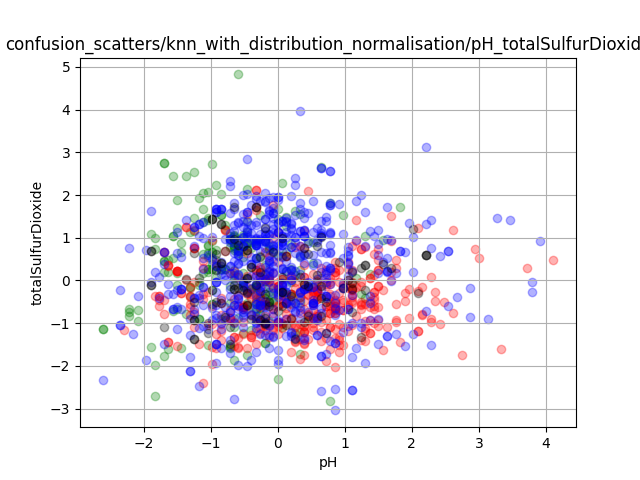 confusion_scatters/knn_with_distribution_normalisation/pH_totalSulfurDioxid
5
4
3
2
1
0
−1
−2
−3
totalSulfurDioxide
−2 −1 0 1 2 3 4
pH